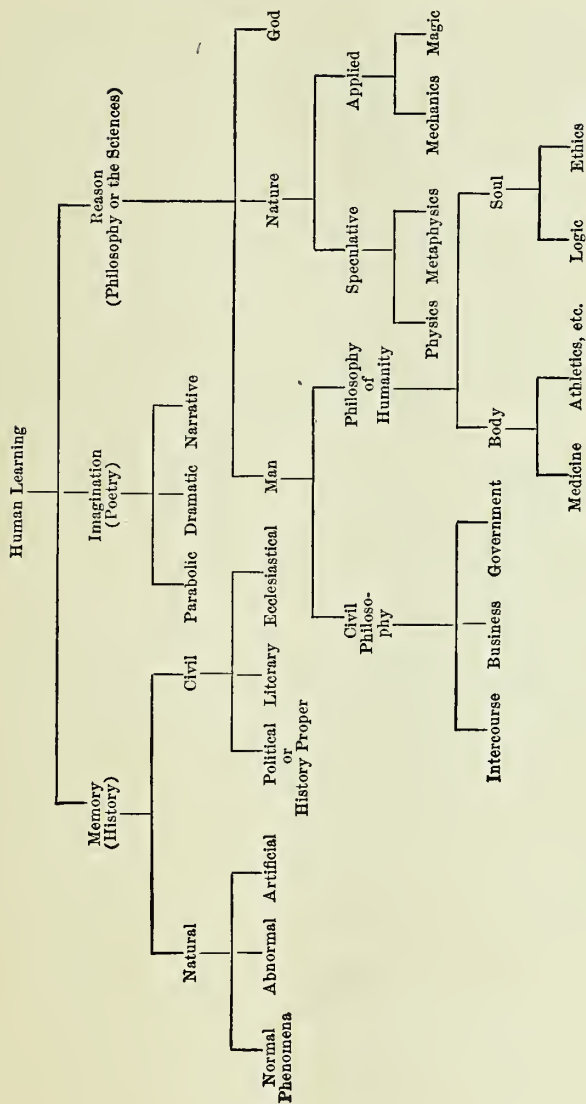 Human Learning
Memory
(History)
Imagination
(Poetry)
Reason
(Philosophy or the Sciences)
Natural
Civil
Parabolic
Dramatic
Narrative
Man
Nature
God
Normal
Phenomena
Abnormal
Artificial
Political
or
History Proper
Literary
Ecclesiastical
Civil
Philoso-
phy
Philosophy
of
Humanity
Speculative
Applied
Physics
Metaphysics
Mechanics
Magic
Intercourse
Business
Government
Body
Soul
Medicine
Athletics, etc.
Logic
Ethics